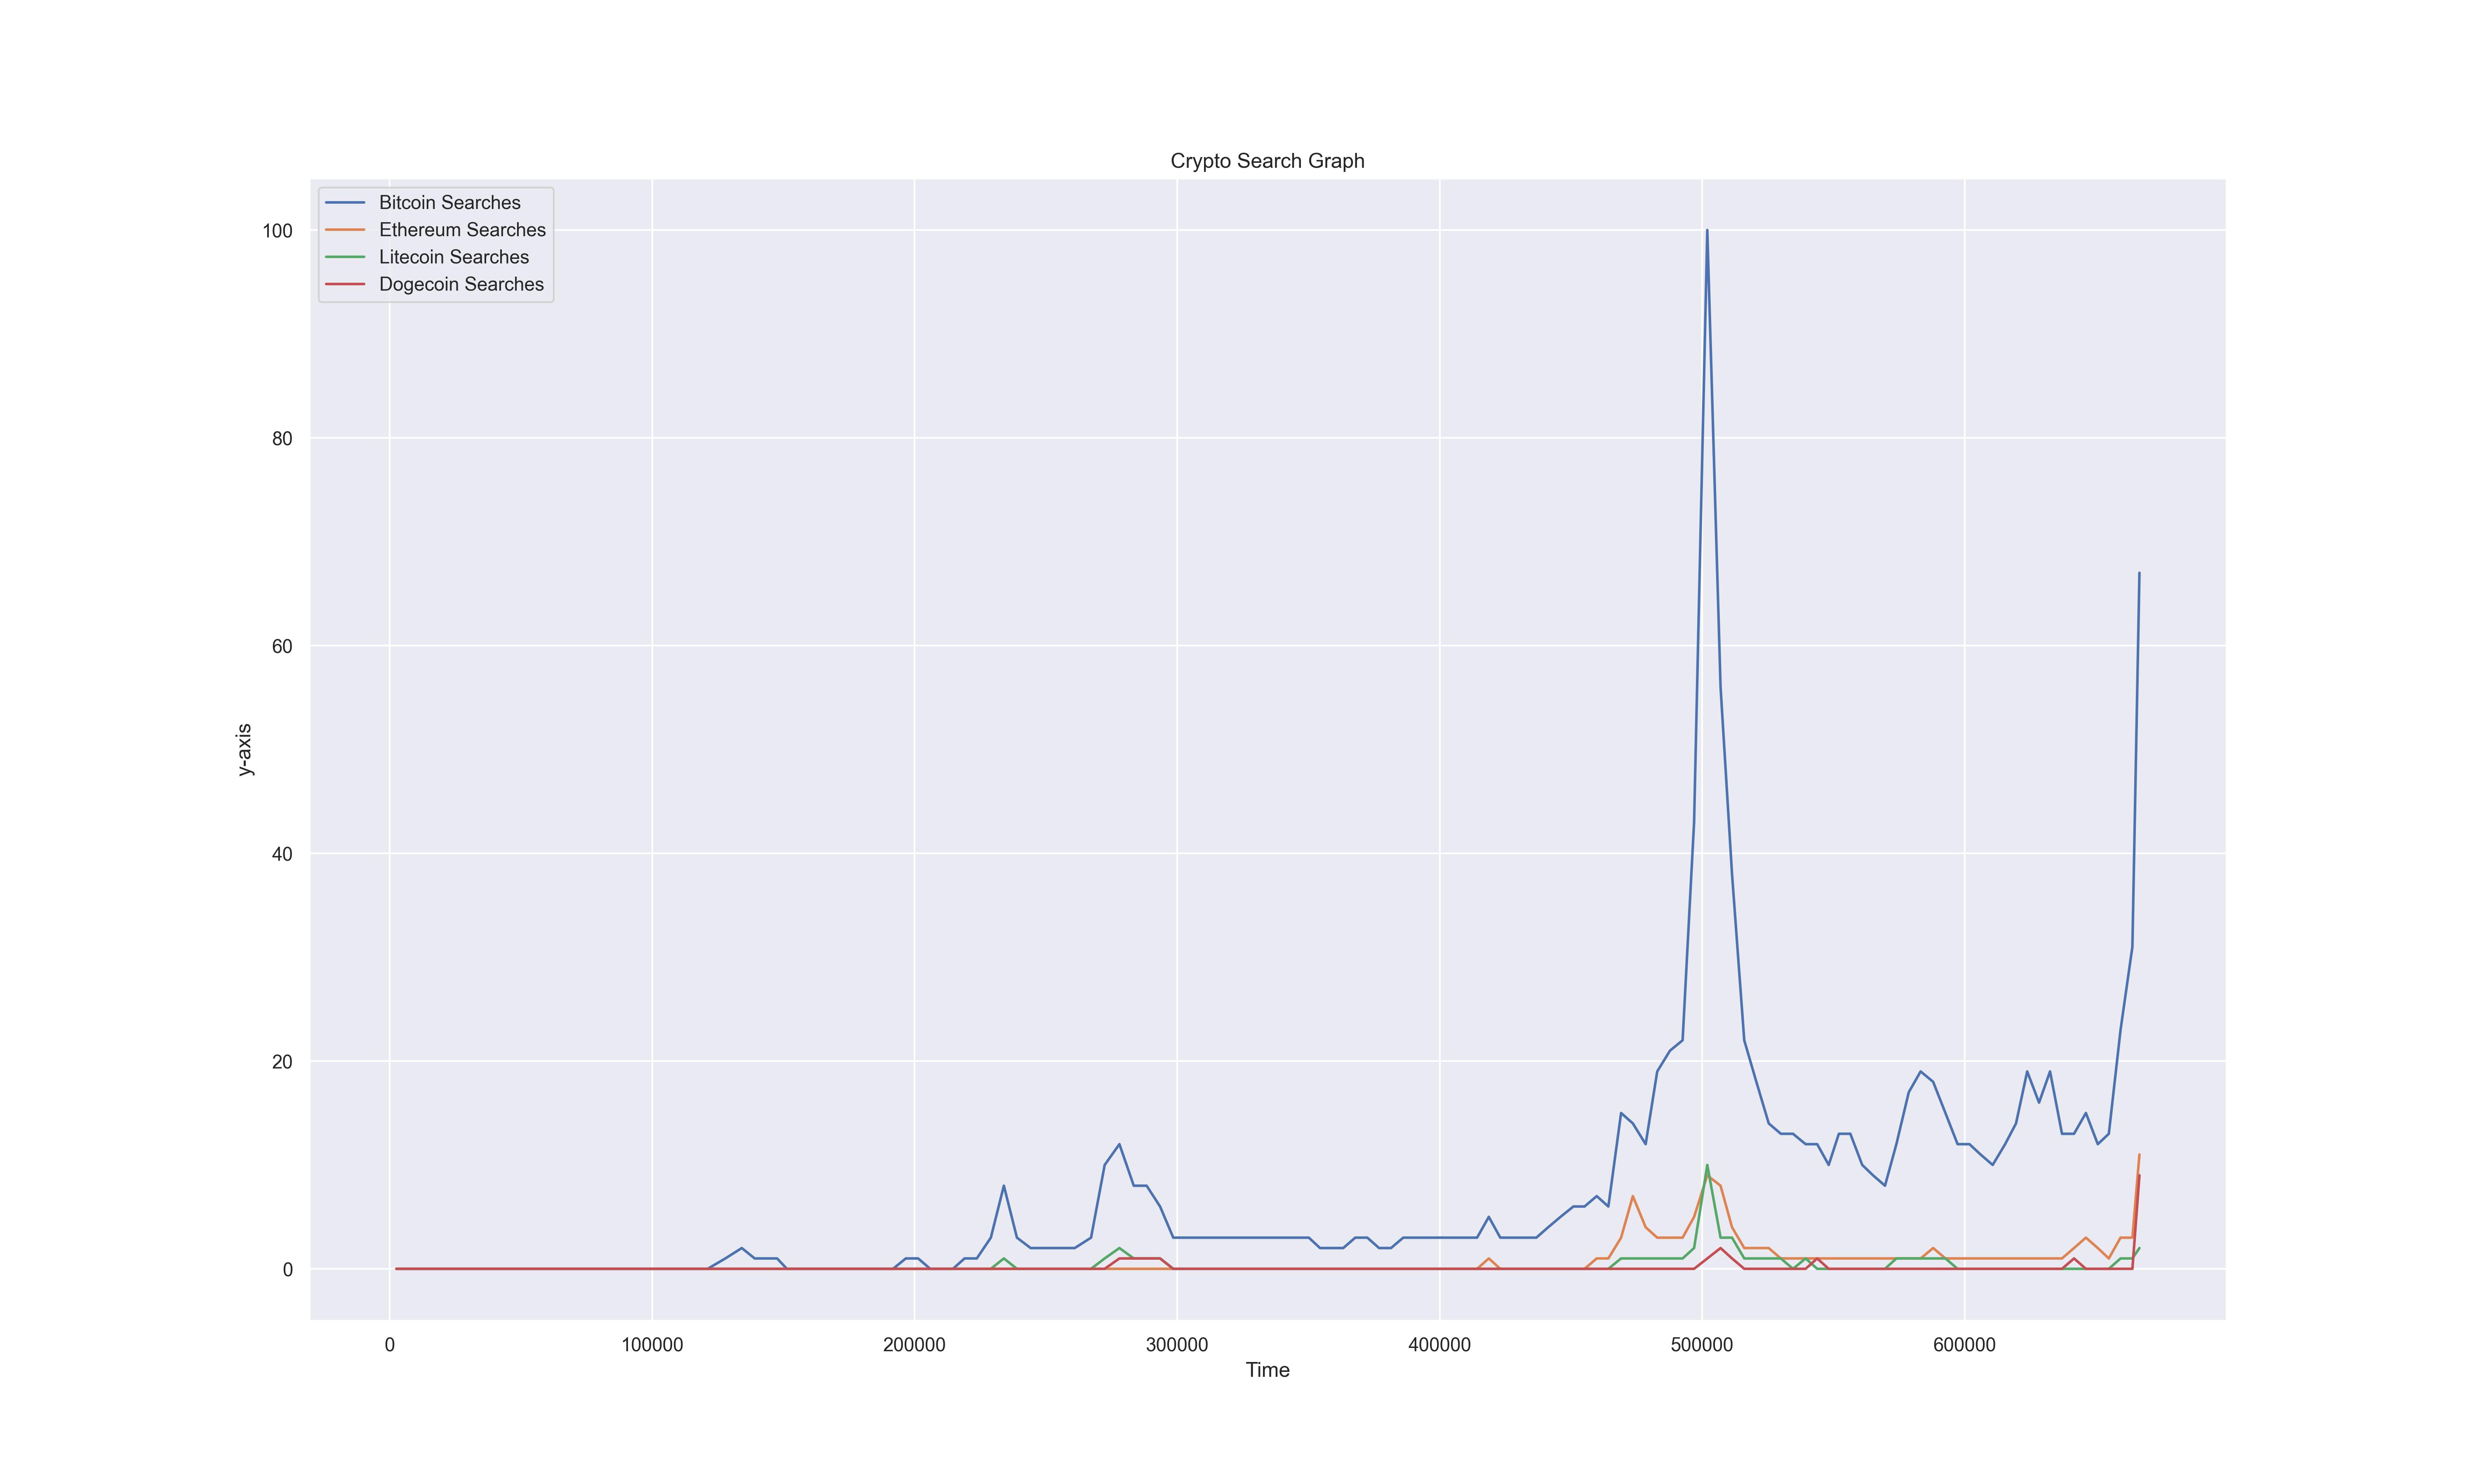 Crypto Search Graph
Bitcoin Searches
Ethereum Searches
Litecoin Searches
Dogecoin Searches
100
80
60
40
20
0
y-axis
0 100000 200000 300000 400000 500000 600000
Time